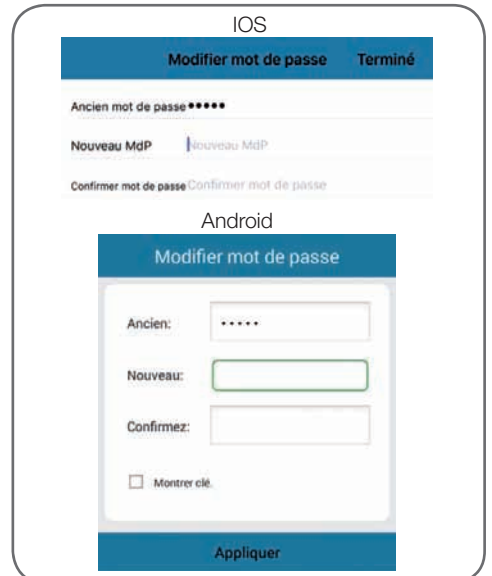 IOS
Modifier mot de passe Terminé
Ancien mot de passe •••••
Nouveau MdP Nouveau MdP
Confirmer mot de passe Confirmer mot de passe
Android
Modifier mot de passe
Ancien: •••••
Nouveau:
Confirmez:
Montrer clé.
Appliquer